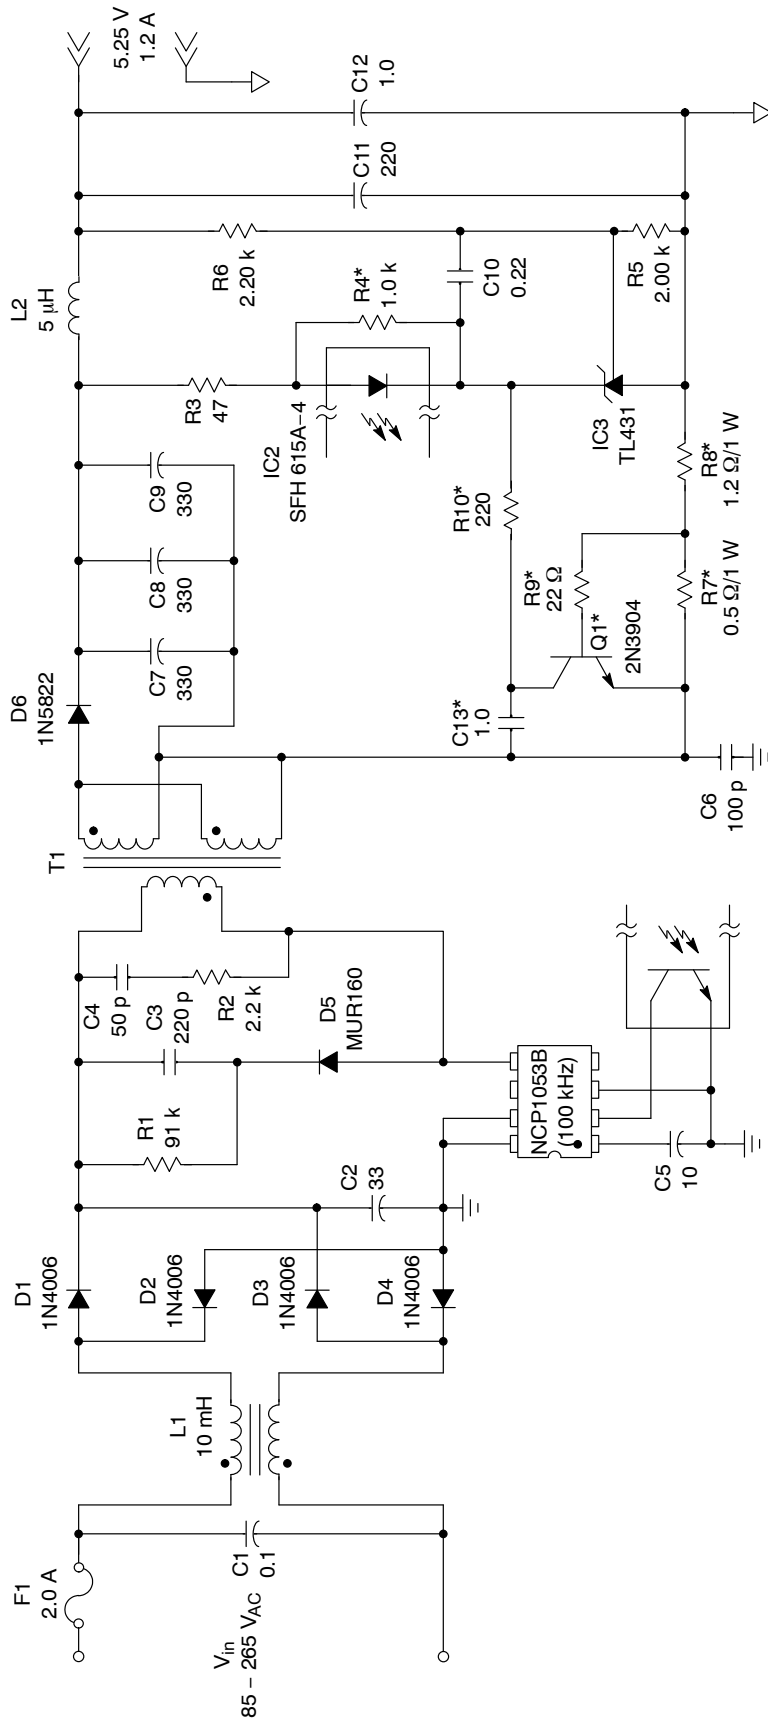 F1
2.0 A
V_in
85 – 265 V_AC
C1
0.1
L1
10 mH
D1
1N4006
D2
1N4006
D3
1N4006
D4
1N4006
C2
33
R1
91 k
C4
50 p
C3
220 p
R2
2.2 k
D5
MUR160
NCP1053B
(100 kHz)
C5
10
T1
D6
1N5822
C7
330
C8
330
C9
330
L2
5 μH
R3
47
IC2
SFH 615A–4
R4*
1.0 k
R6
2.20 k
C10
0.22
C11
220
C12
1.0
5.25 V
1.2 A
R10*
220
C13*
1.0
R9*
22 Ω
Q1*
2N3904
IC3
TL431
R5
2.00 k
R7*
0.5 Ω/1 W
R8*
1.2 Ω/1 W
C6
100 p